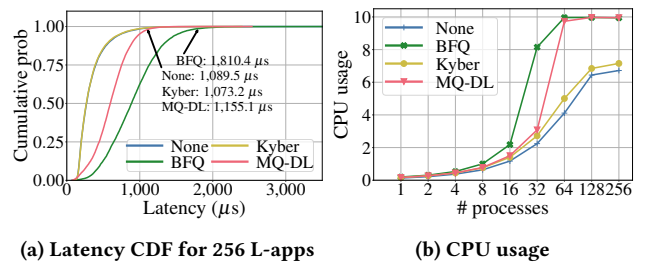 Cumulative prob
1.00
0.75
0.50
0.25
0.00
BFQ: 1,810.4 μs
None: 1,089.5 μs
Kyber: 1,073.2 μs
MQ-DL: 1,155.1 μs
None
BFQ
Kyber
MQ-DL
0 1,000 2,000 3,000
Latency (μs)
(a) Latency CDF for 256 L-apps
CPU usage
10
8
6
4
2
0
None
BFQ
Kyber
MQ-DL
1 2 4 8 16 32 64 128 256
# processes
(b) CPU usage